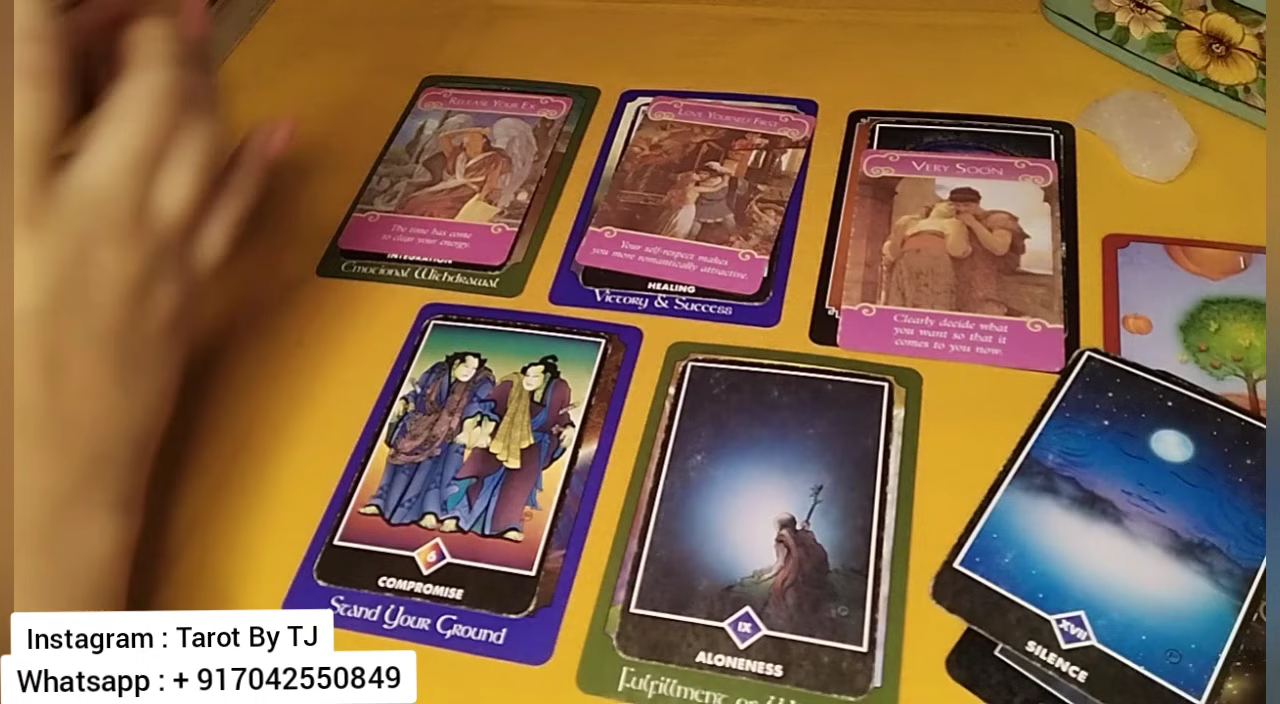 RELEASE YOUR EX
The time has come
to clear your energy.
INTEGRATION
Emotional Withdrawal
LOVE YOURSELF FIRST
Your self-respect makes
you more romantically attractive.
HEALING
Victory & Success
VERY SOON
Clearly decide what
you want so that it
comes to you now.
6
COMPROMISE
Stand Your Ground
IX
ALONENESS
Fulfillment of
XVII
SILENCE
Instagram : Tarot By TJ
Whatsapp : + 917042550849